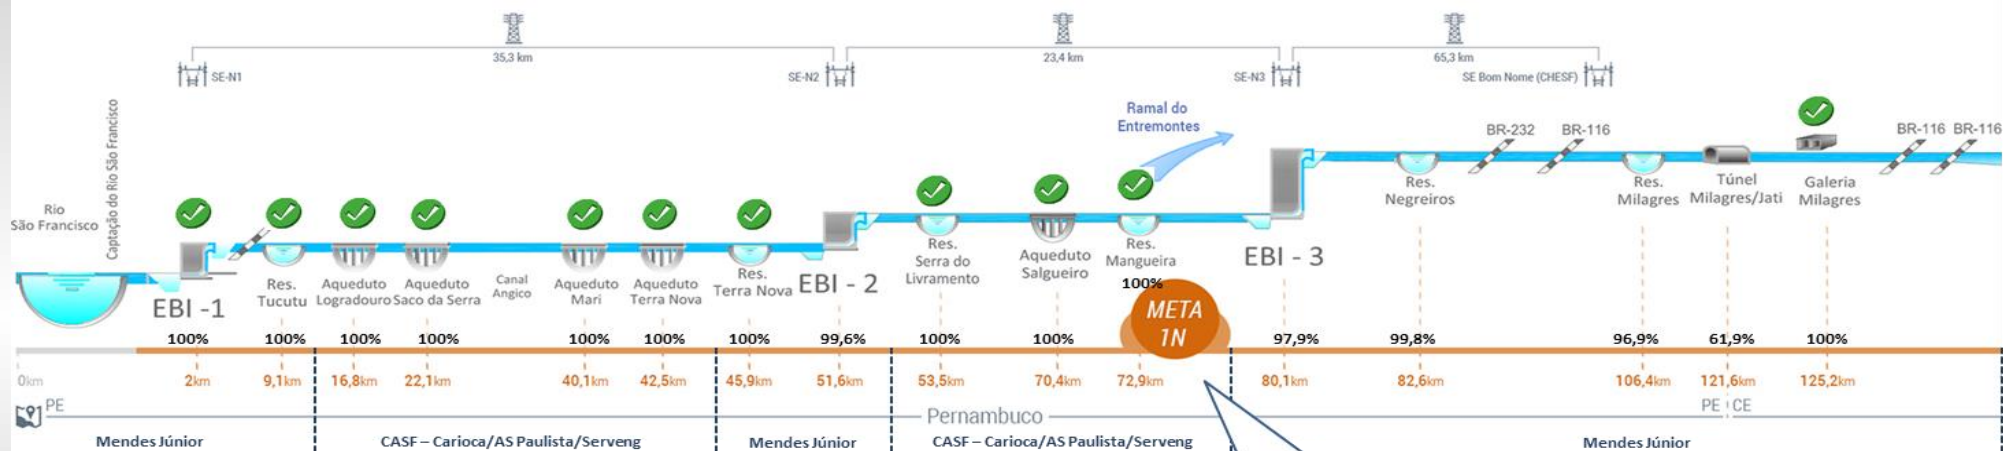 35,3 km
23,4 km
65,3 km
SE-N1
SE-N2
SE-N3
SE Bom Nome (CHESF)
Captação do Rio São Francisco
Ramal do
Entremontes
BR-232
BR-116
BR-116
BR-116
Rio
São Francisco
EBI -1
Res.
Tucutu
Aqueduto
Logradouro
Aqueduto
Saco da Serra
Canal
Angico
Aqueduto
Mari
Aqueduto
Terra Nova
Res.
Terra Nova
EBI - 2
Res.
Serra do
Livramento
Aqueduto
Salgueiro
Res.
Mangueira
100%
EBI - 3
Res.
Negreiros
Res.
Milagres
Túnel
Milagres/Jati
Galeria
Milagres
META
1N
100% 100% 100% 100% 100% 100% 100% 99,6% 100% 100% 97,9% 99,8% 96,9% 61,9% 100%
0km 2km 9,1km 16,8km 22,1km 40,1km 42,5km 45,9km 51,6km 53,5km 70,4km 72,9km 80,1km 82,6km 106,4km 121,6km 125,2km
PE Pernambuco PE CE
Mendes Júnior CASF – Carioca/AS Paulista/Serveng Mendes Júnior CASF – Carioca/AS Paulista/Serveng Mendes Júnior